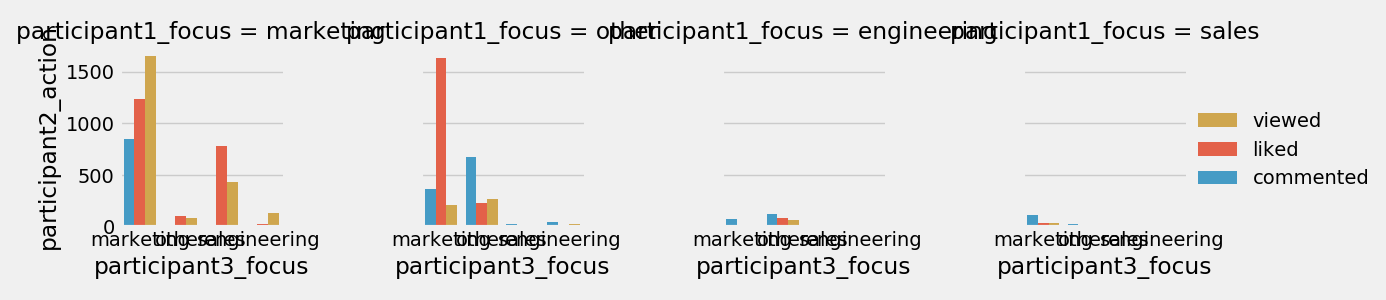 participant1_focus = marketing
participant1_focus = other
participant1_focus = engineering
participant1_focus = sales
participant2_action
1500
1000
500
0
marketing other sales engineering
marketing other sales engineering
marketing other sales engineering
marketing other sales engineering
participant3_focus
participant3_focus
participant3_focus
participant3_focus
viewed
liked
commented